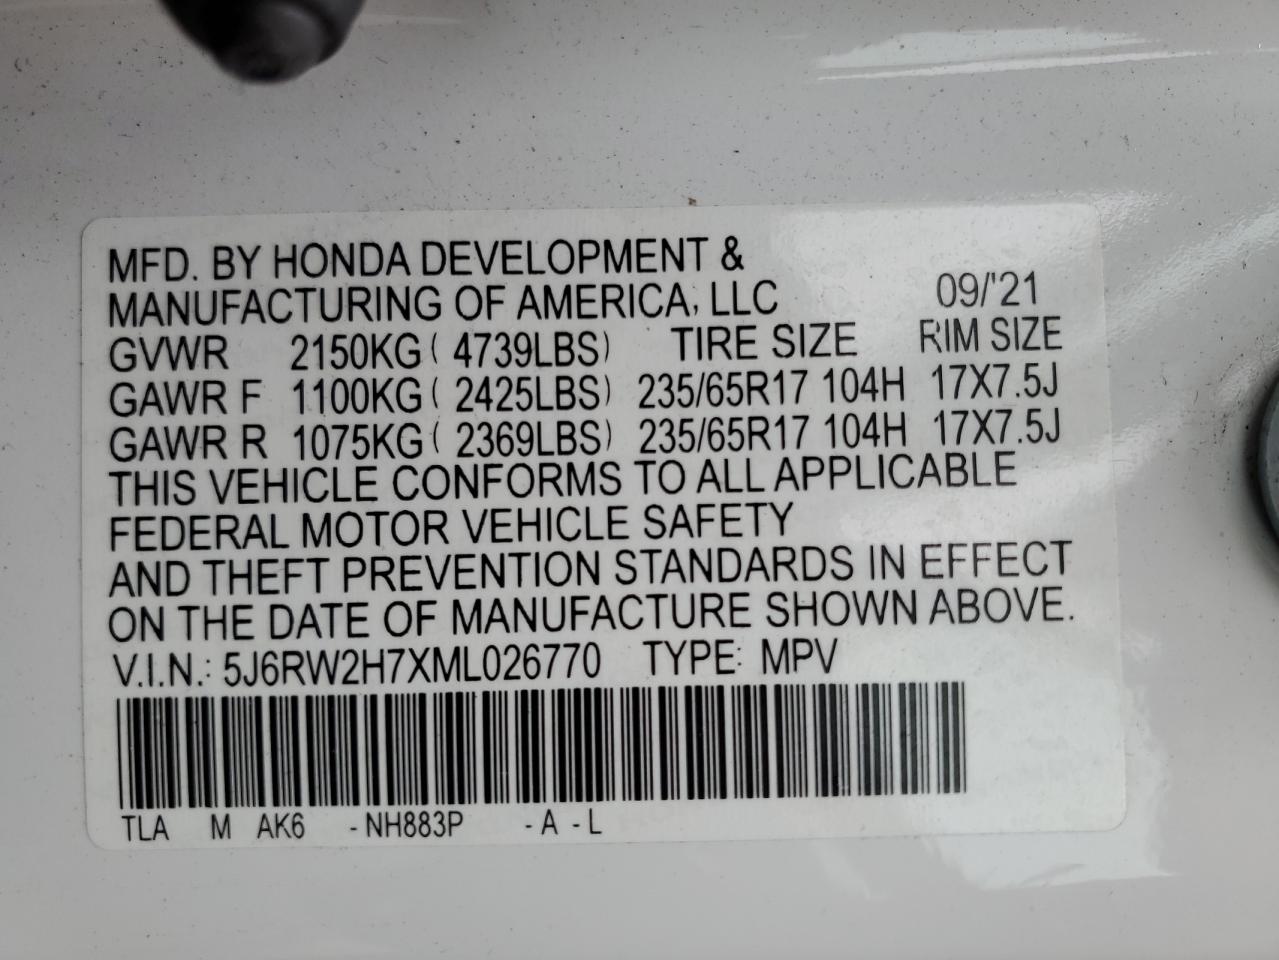 MFD. BY HONDA DEVELOPMENT &
MANUFACTURING OF AMERICA, LLC 09/'21
GVWR 2150KG ( 4739LBS) TIRE SIZE RIM SIZE
GAWR F 1100KG ( 2425LBS) 235/65R17 104H 17X7.5J
GAWR R 1075KG ( 2369LBS) 235/65R17 104H 17X7.5J
THIS VEHICLE CONFORMS TO ALL APPLICABLE
FEDERAL MOTOR VEHICLE SAFETY
AND THEFT PREVENTION STANDARDS IN EFFECT
ON THE DATE OF MANUFACTURE SHOWN ABOVE.
V.I.N.: 5J6RW2H7XML026770 TYPE: MPV
TLA M AK6 -NH883P -A -L